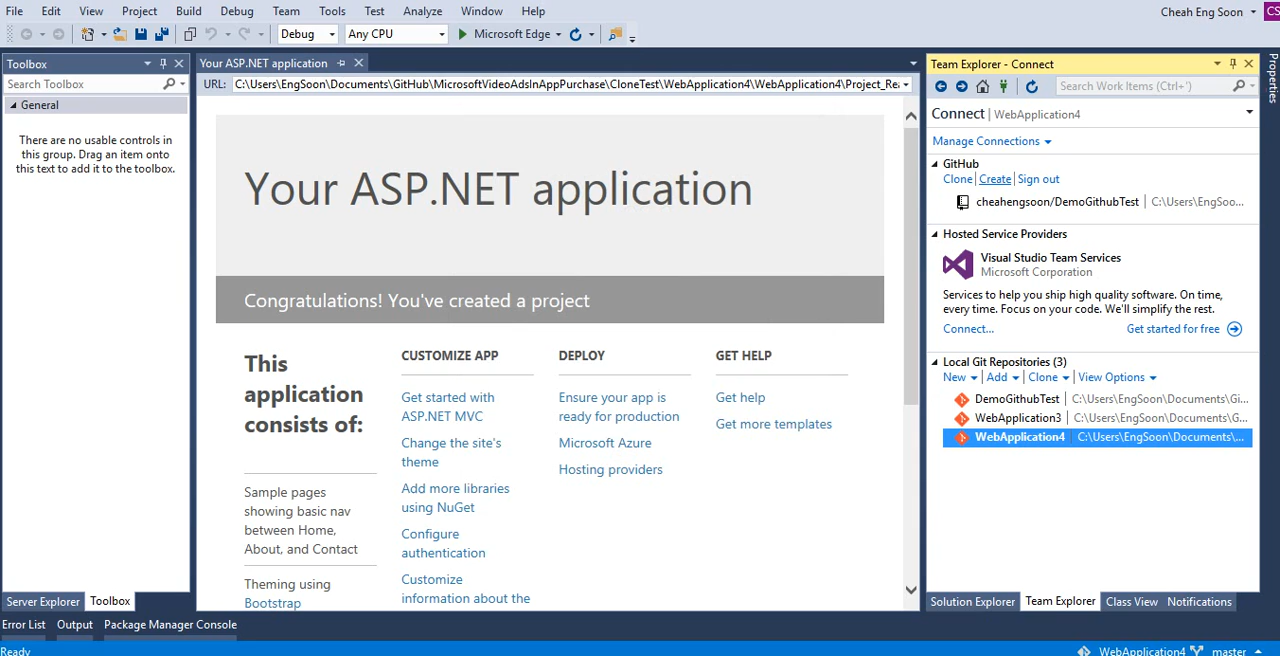 File Edit View Project Build Debug Team Tools Test Analyze Window Help
Cheah Eng Soon CS
Debug Any CPU Microsoft Edge
Toolbox
Search Toolbox
General
There are no usable controls in
this group. Drag an item onto
this text to add it to the toolbox.
Server Explorer Toolbox
Your ASP.NET application
URL: C:\Users\EngSoon\Documents\GitHub\MicrosoftVideoAdsInAppPurchase\CloneTest\WebApplication4\WebApplication4\Project_Re
Your ASP.NET application
Congratulations! You've created a project
This
application
consists of:
Sample pages
showing basic nav
between Home,
About, and Contact
Theming using
Bootstrap
CUSTOMIZE APP
Get started with
ASP.NET MVC
Change the site's
theme
Add more libraries
using NuGet
Configure
authentication
Customize
information about the
DEPLOY
Ensure your app is
ready for production
Microsoft Azure
Hosting providers
GET HELP
Get help
Get more templates
Team Explorer - Connect
Search Work Items (Ctrl+')
Connect | WebApplication4
Manage Connections
GitHub
Clone | Create | Sign out
cheahengsoon/DemoGithubTest | C:\Users\EngSoo...
Hosted Service Providers
Visual Studio Team Services
Microsoft Corporation
Services to help you ship high quality software. On time,
every time. Focus on your code. We'll simplify the rest.
Connect... Get started for free
Local Git Repositories (3)
New | Add | Clone | View Options
DemoGithubTest | C:\Users\EngSoon\Documents\Gi...
WebApplication3 | C:\Users\EngSoon\Documents\G...
WebApplication4 C:\Users\EngSoon\Documents\...
Solution Explorer Team Explorer Class View Notifications
Properties
Error List Output Package Manager Console
Ready
WebApplication4 master